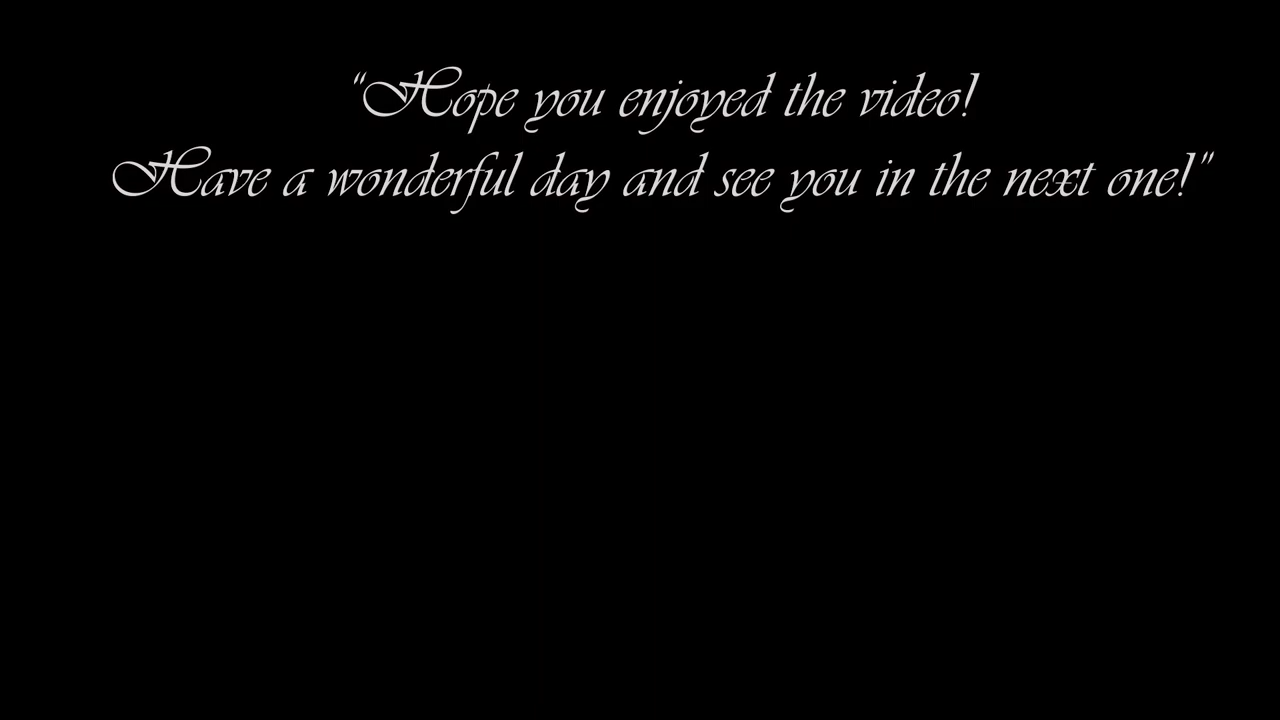 "Hope you enjoyed the video!
Have a wonderful day and see you in the next one!"